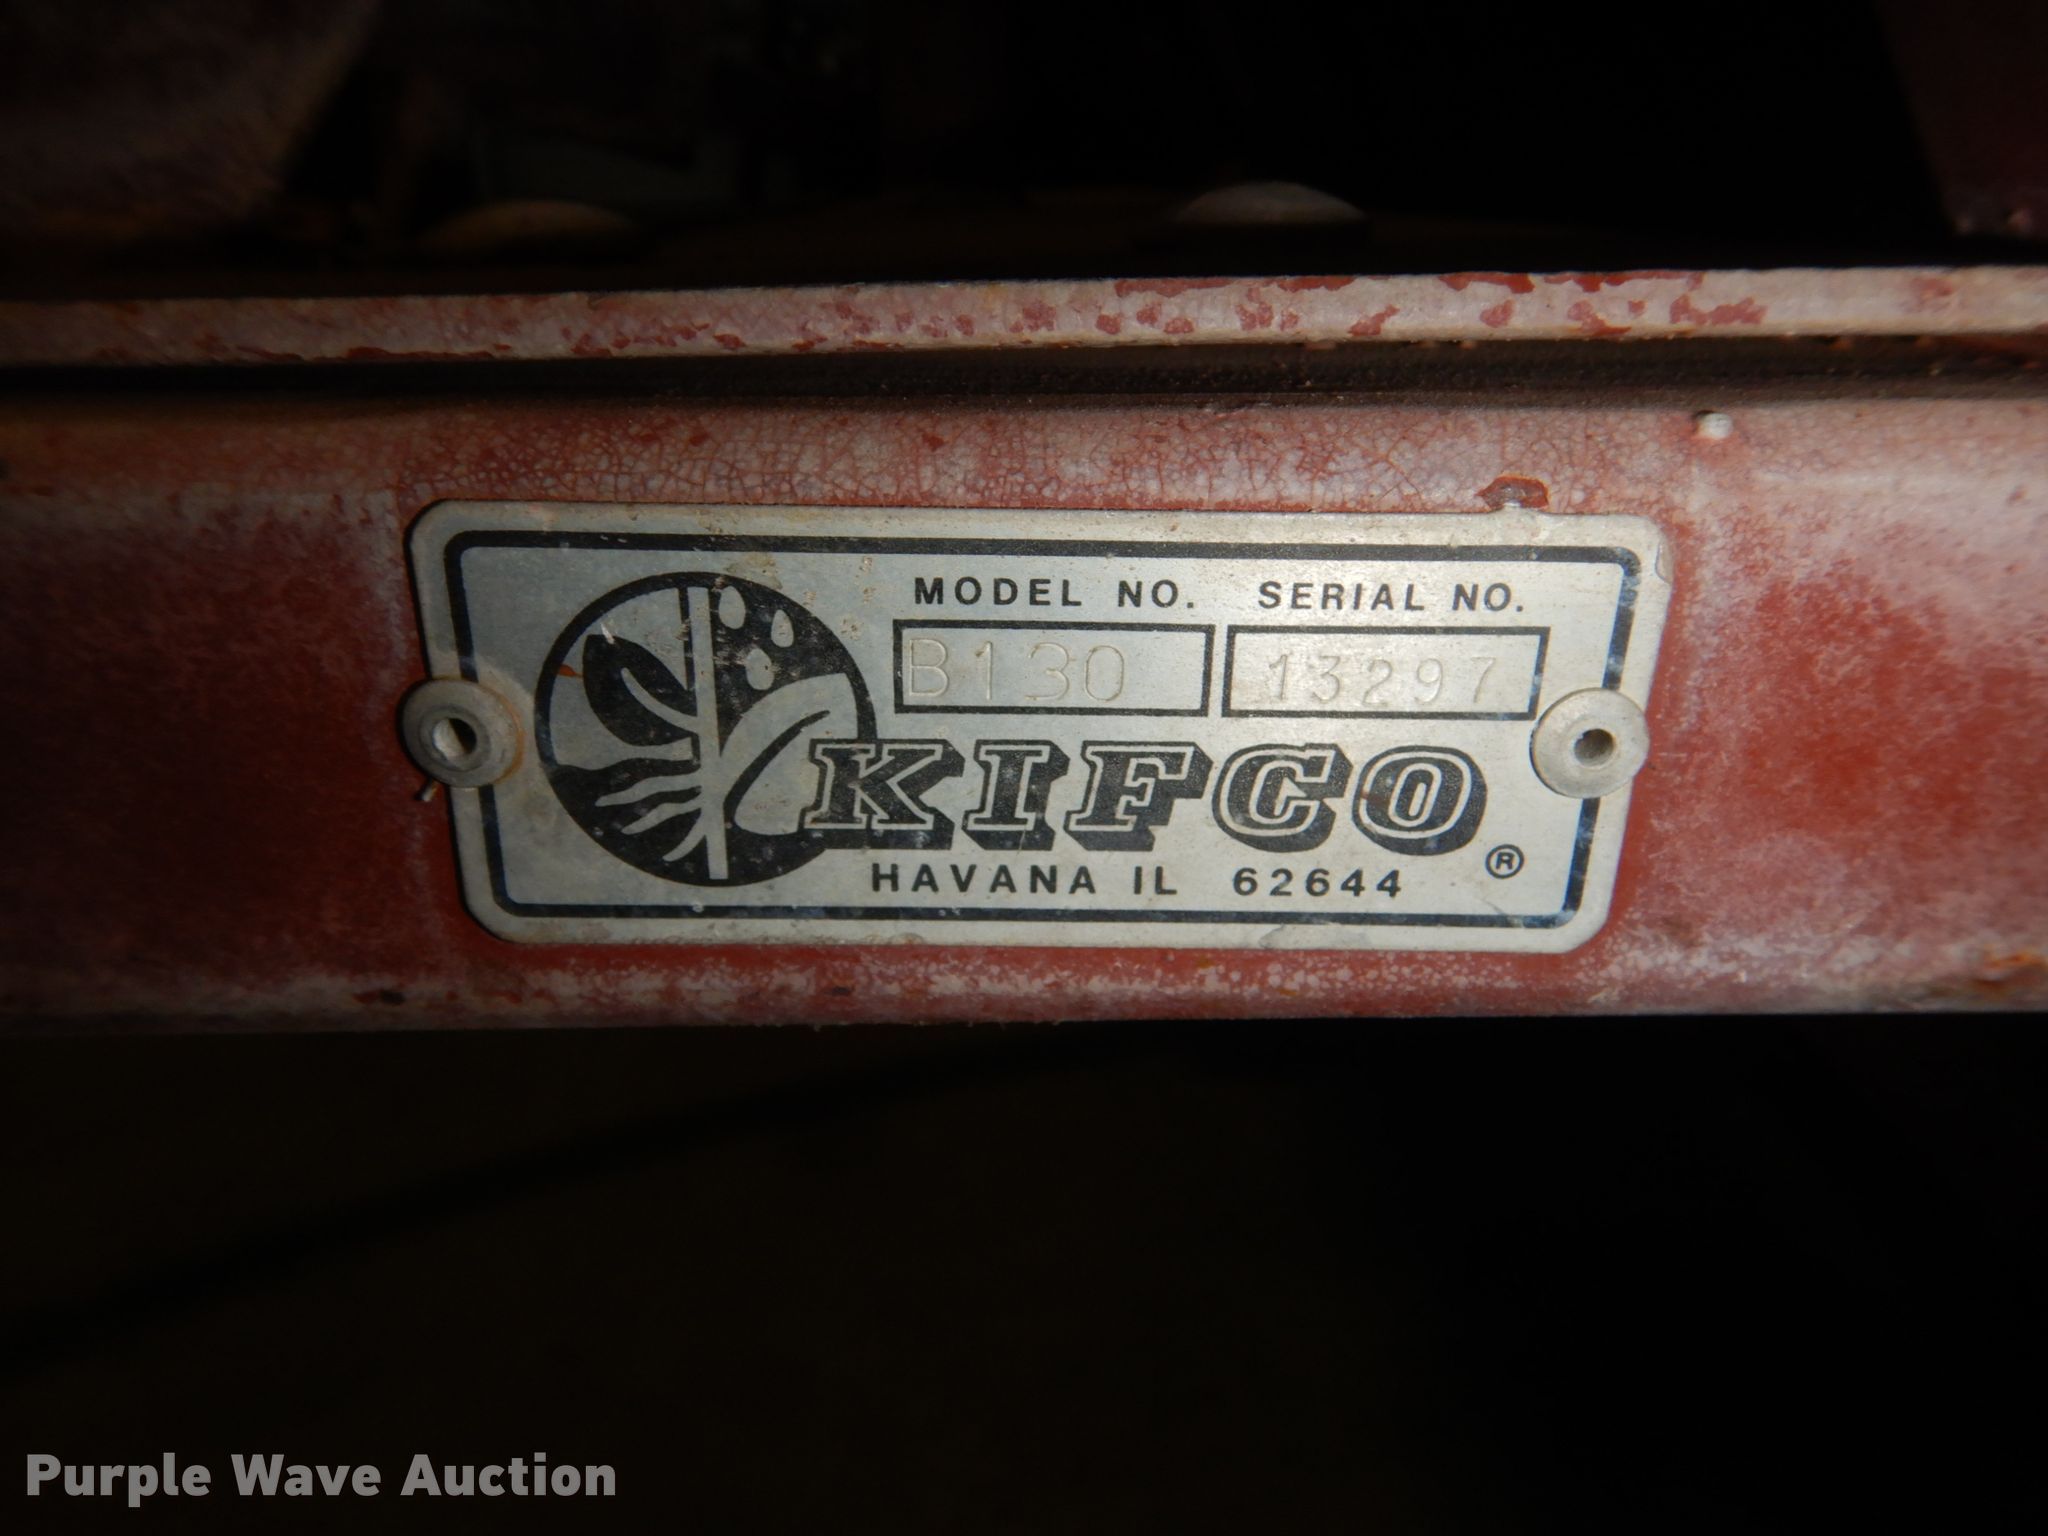 MODEL NO. SERIAL NO.
B130 13297
KIFCO ®
HAVANA IL 62644
Purple Wave Auction